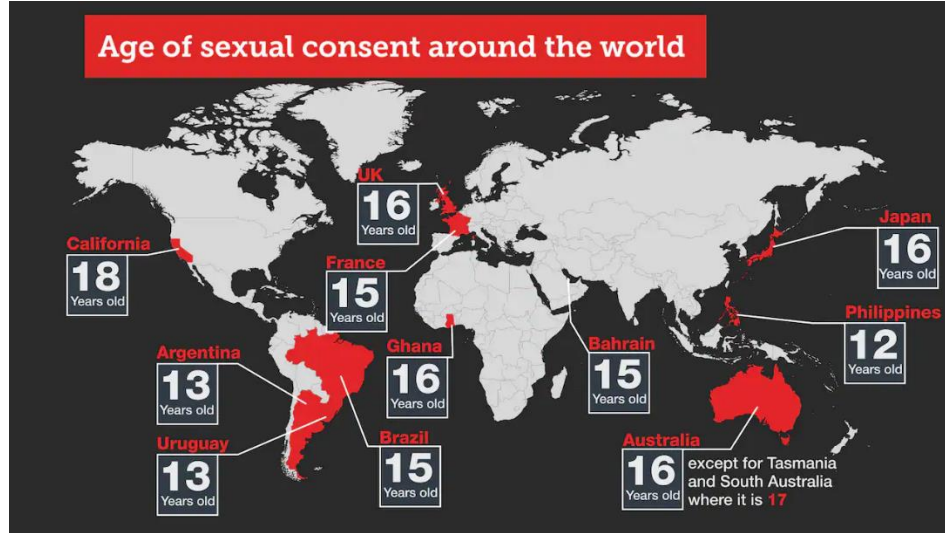 Age of sexual consent around the world
UK
16
Years old
California
18
Years old
France
15
Years old
Japan
16
Years old
Philippines
12
Years old
Argentina
13
Years old
Ghana
16
Years old
Bahrain
15
Years old
Uruguay
13
Years old
Brazil
15
Years old
Australia
16
Years old
except for Tasmania
and South Australia
where it is 17